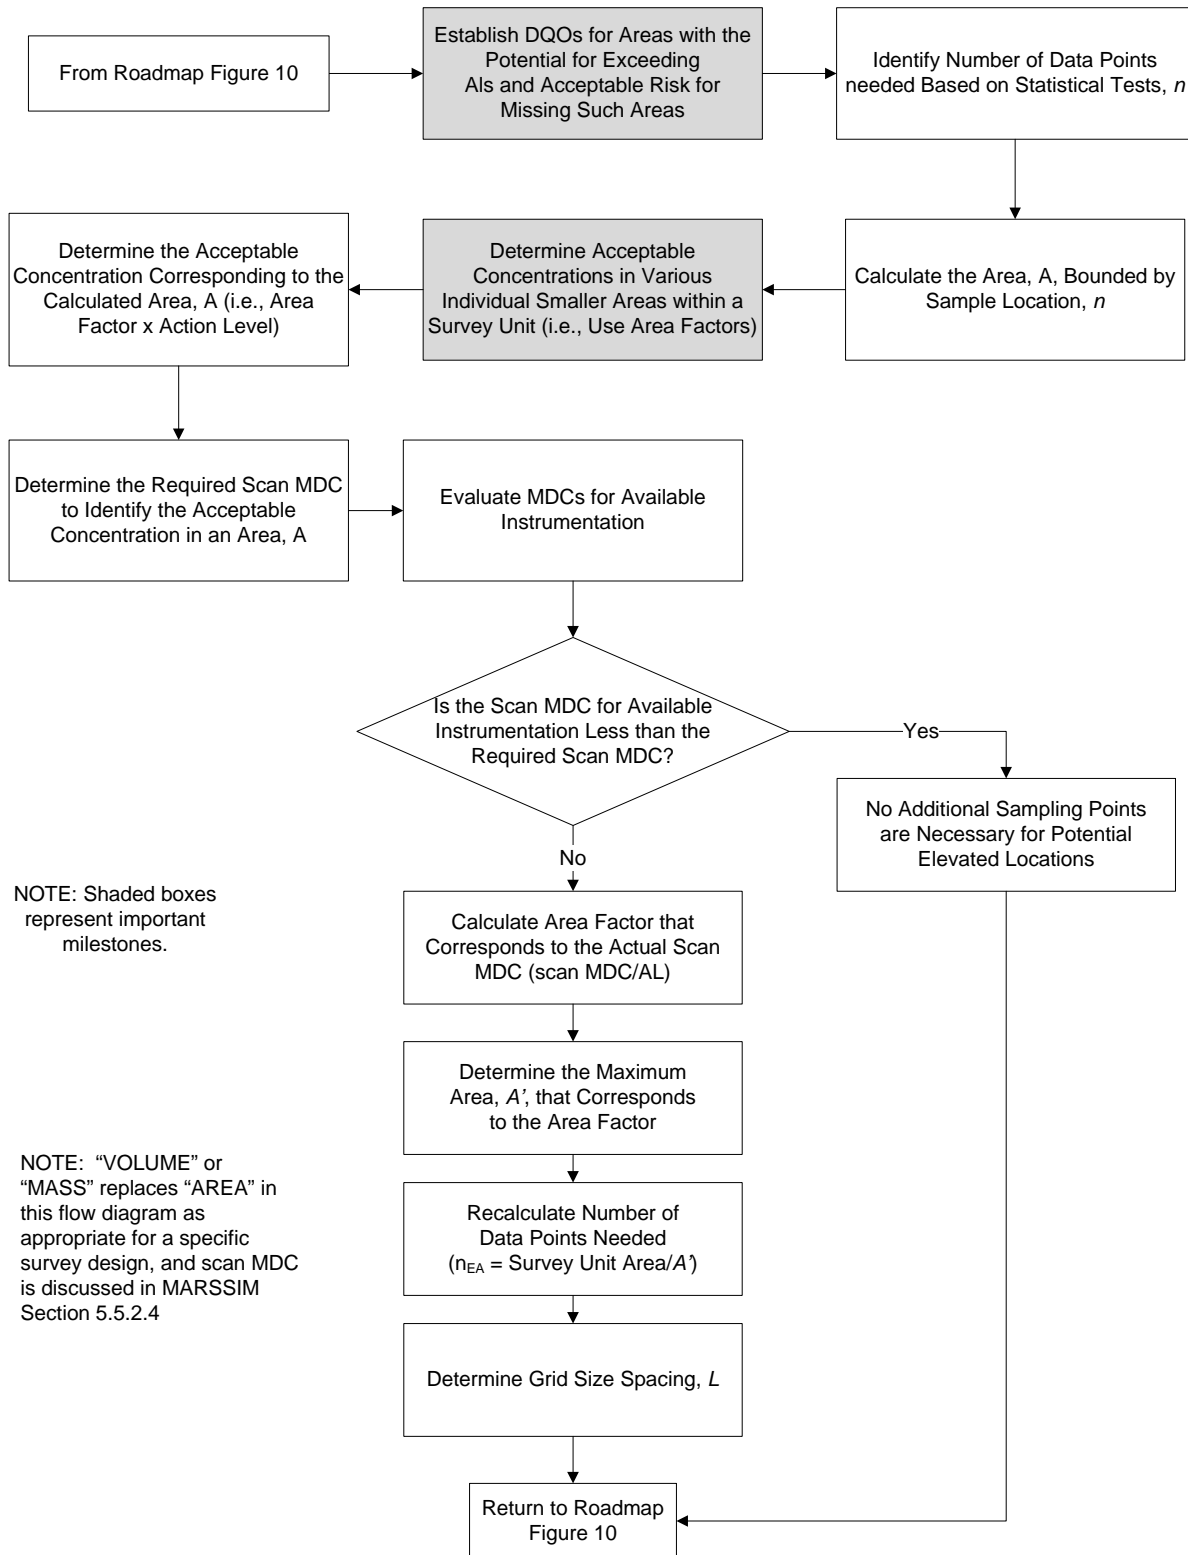 From Roadmap Figure 10
Establish DQOs for Areas with the
Potential for Exceeding
Als and Acceptable Risk for
Missing Such Areas
Identify Number of Data Points
needed Based on Statistical Tests, n
Determine the Acceptable
Concentration Corresponding to the
Calculated Area, A (i.e., Area
Factor x Action Level)
Determine Acceptable
Concentrations in Various
Individual Smaller Areas within a
Survey Unit (i.e., Use Area Factors)
Calculate the Area, A, Bounded by
Sample Location, n
Determine the Required Scan MDC
to Identify the Acceptable
Concentration in an Area, A
Evaluate MDCs for Available
Instrumentation
Is the Scan MDC for Available
Instrumentation Less than the
Required Scan MDC?
Yes
No Additional Sampling Points
are Necessary for Potential
Elevated Locations
No
NOTE: Shaded boxes
represent important
milestones.
Calculate Area Factor that
Corresponds to the Actual Scan
MDC (scan MDC/AL)
Determine the Maximum
Area, A', that Corresponds
to the Area Factor
NOTE: “VOLUME” or
“MASS” replaces “AREA” in
this flow diagram as
appropriate for a specific
survey design, and scan MDC
is discussed in MARSSIM
Section 5.5.2.4
Recalculate Number of
Data Points Needed
(nEA = Survey Unit Area/A')
Determine Grid Size Spacing, L
Return to Roadmap
Figure 10